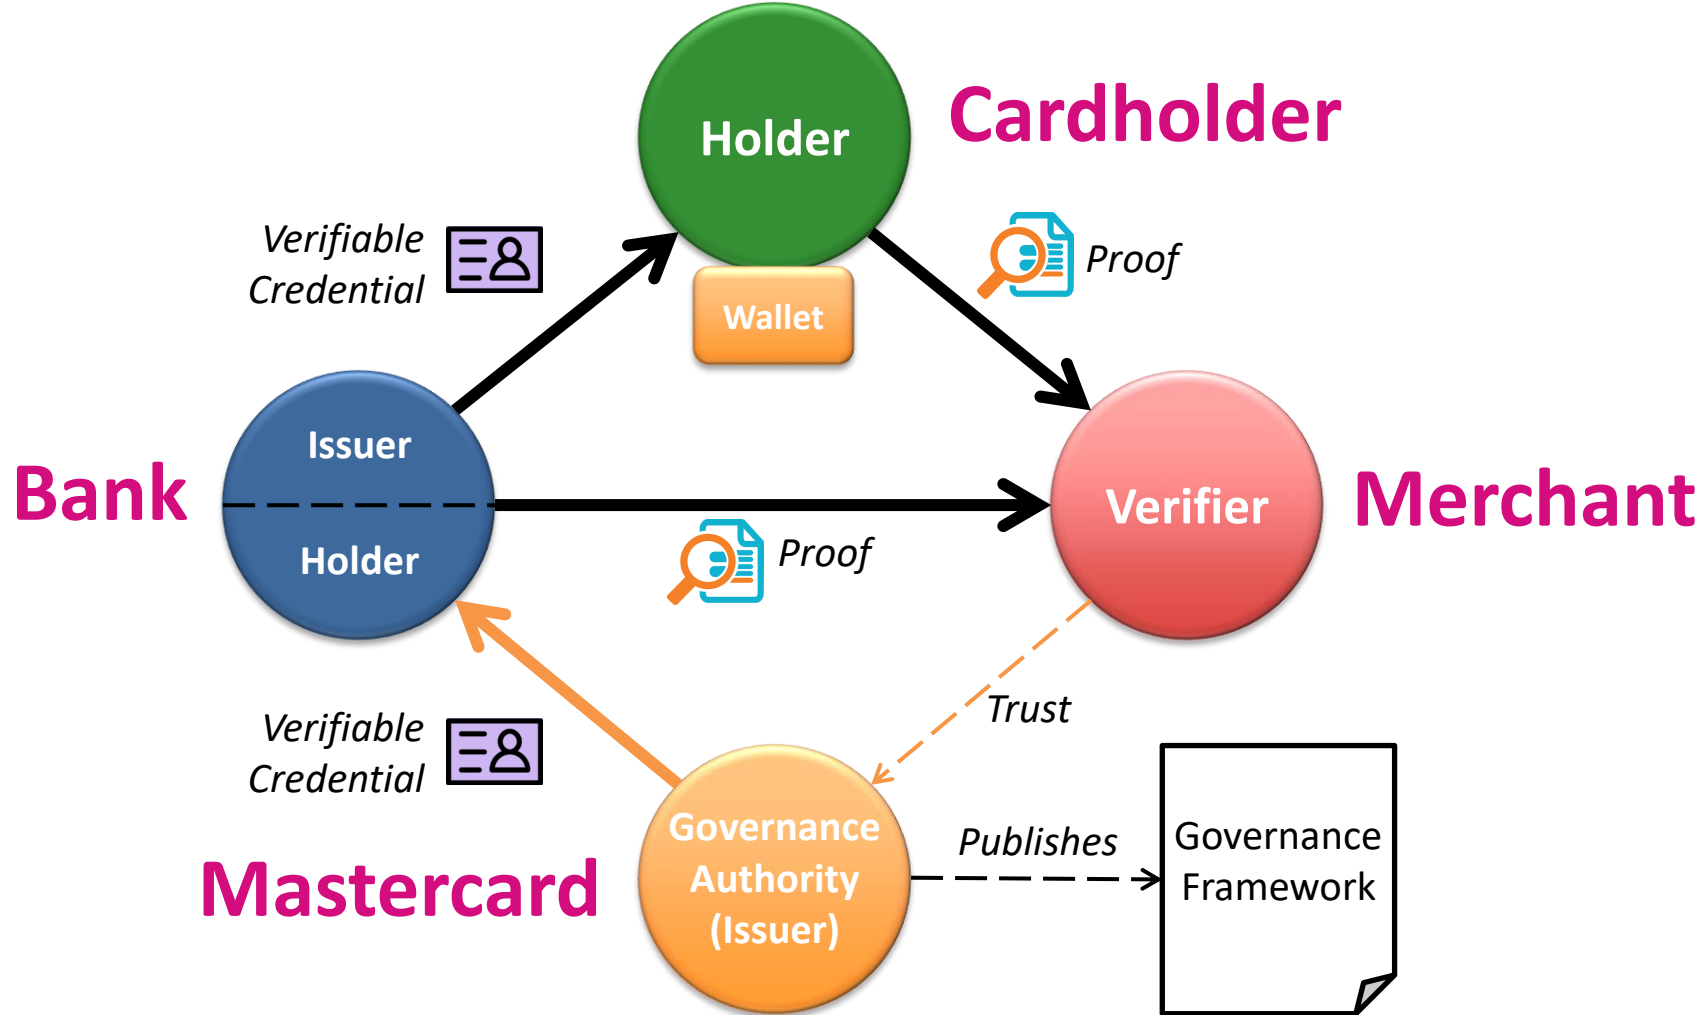 Holder
Cardholder
Verifiable
Credential
Proof
Wallet
Bank
Issuer
Holder
Proof
Verifier
Merchant
Verifiable
Credential
Trust
Mastercard
Governance
Authority
(Issuer)
Publishes
Governance
Framework